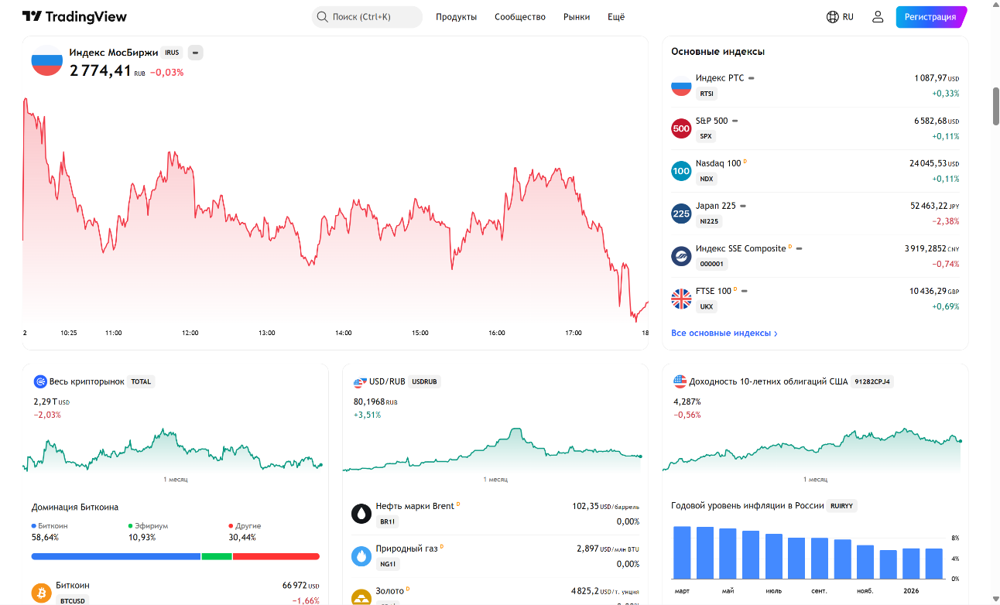 TradingView
Поиск (Ctrl+K)
Продукты
Сообщество
Рынки
Ещё
RU
Регистрация
Индекс МосБиржи IRUS
2 774,41 RUB −0,03%
2 10:25 11:00 12:00 13:00 14:00 15:00 16:00 17:00 18
Основные индексы
Индекс РТС 1 087,97 USD
RTSI +0,33%
500 S&P 500 6 582,68 USD
SPX +0,11%
100 Nasdaq 100 D 24 045,53 USD
NDX +0,11%
225 Japan 225 52 463,22 JPY
NI225 −2,38%
Индекс SSE Composite D 3 919,2852 CNY
000001 −0,74%
FTSE 100 D 10 436,29 GBP
UKX +0,69%
Все основные индексы
Весь крипторынок TOTAL
2,29 T USD
−2,03%
1 месяц
Доминация Биткоина
Биткоин Эфириум Другие
58,64% 10,93% 30,44%
Биткоин 66 972 USD
BTCUSD −1,66%
USD/RUB USDRUB
80,1968 RUB
+3,51%
1 месяц
Нефть марки Brent D 102,35 USD/баррель
BR1! 0,00%
Природный газ D 2,897 USD/млн BTU
NG1! 0,00%
Золото D 4 825,2 USD/т. унция
Доходность 10-летних облигаций США 91282CPJ4
4,287%
−0,56%
1 месяц
Годовой уровень инфляции в России RUIRYY
8%
4%
0%
март май июль сент. нояб. 2026